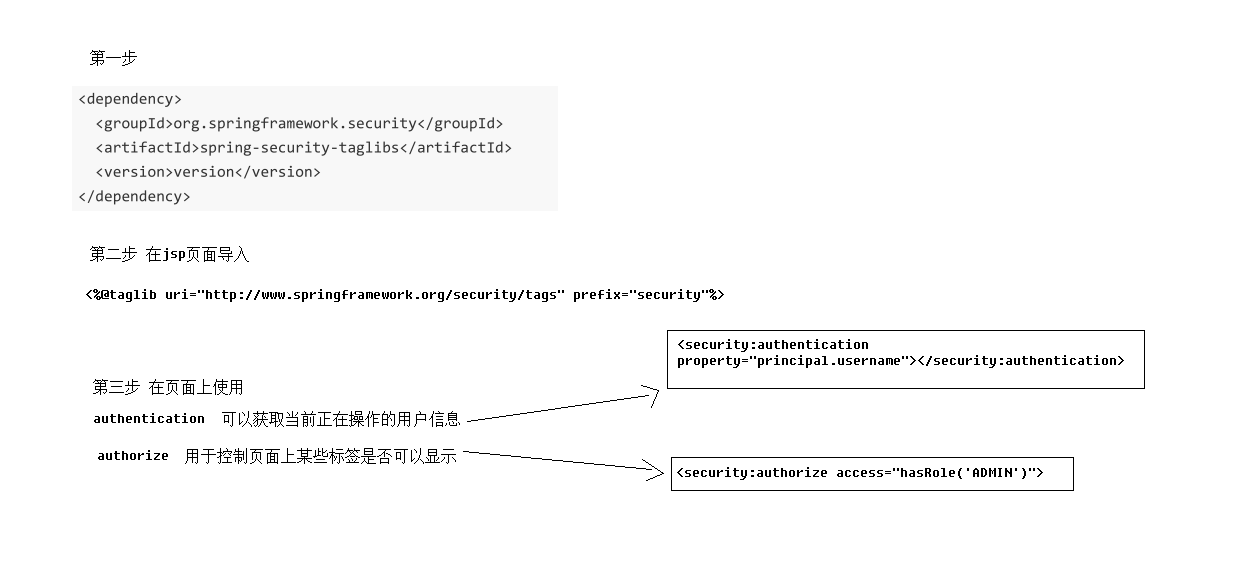 第一步
<dependency>
<groupId>org.springframework.security</groupId>
<artifactId>spring-security-taglibs</artifactId>
<version>version</version>
</dependency>
第二步 在jsp页面导入
<%@taglib uri="http://www.springframework.org/security/tags" prefix="security"%>
<security:authentication
property="principal.username"></security:authentication>
第三步 在页面上使用
authentication 可以获取当前正在操作的用户信息
authorize 用于控制页面上某些标签是否可以显示
<security:authorize access="hasRole('ADMIN')">